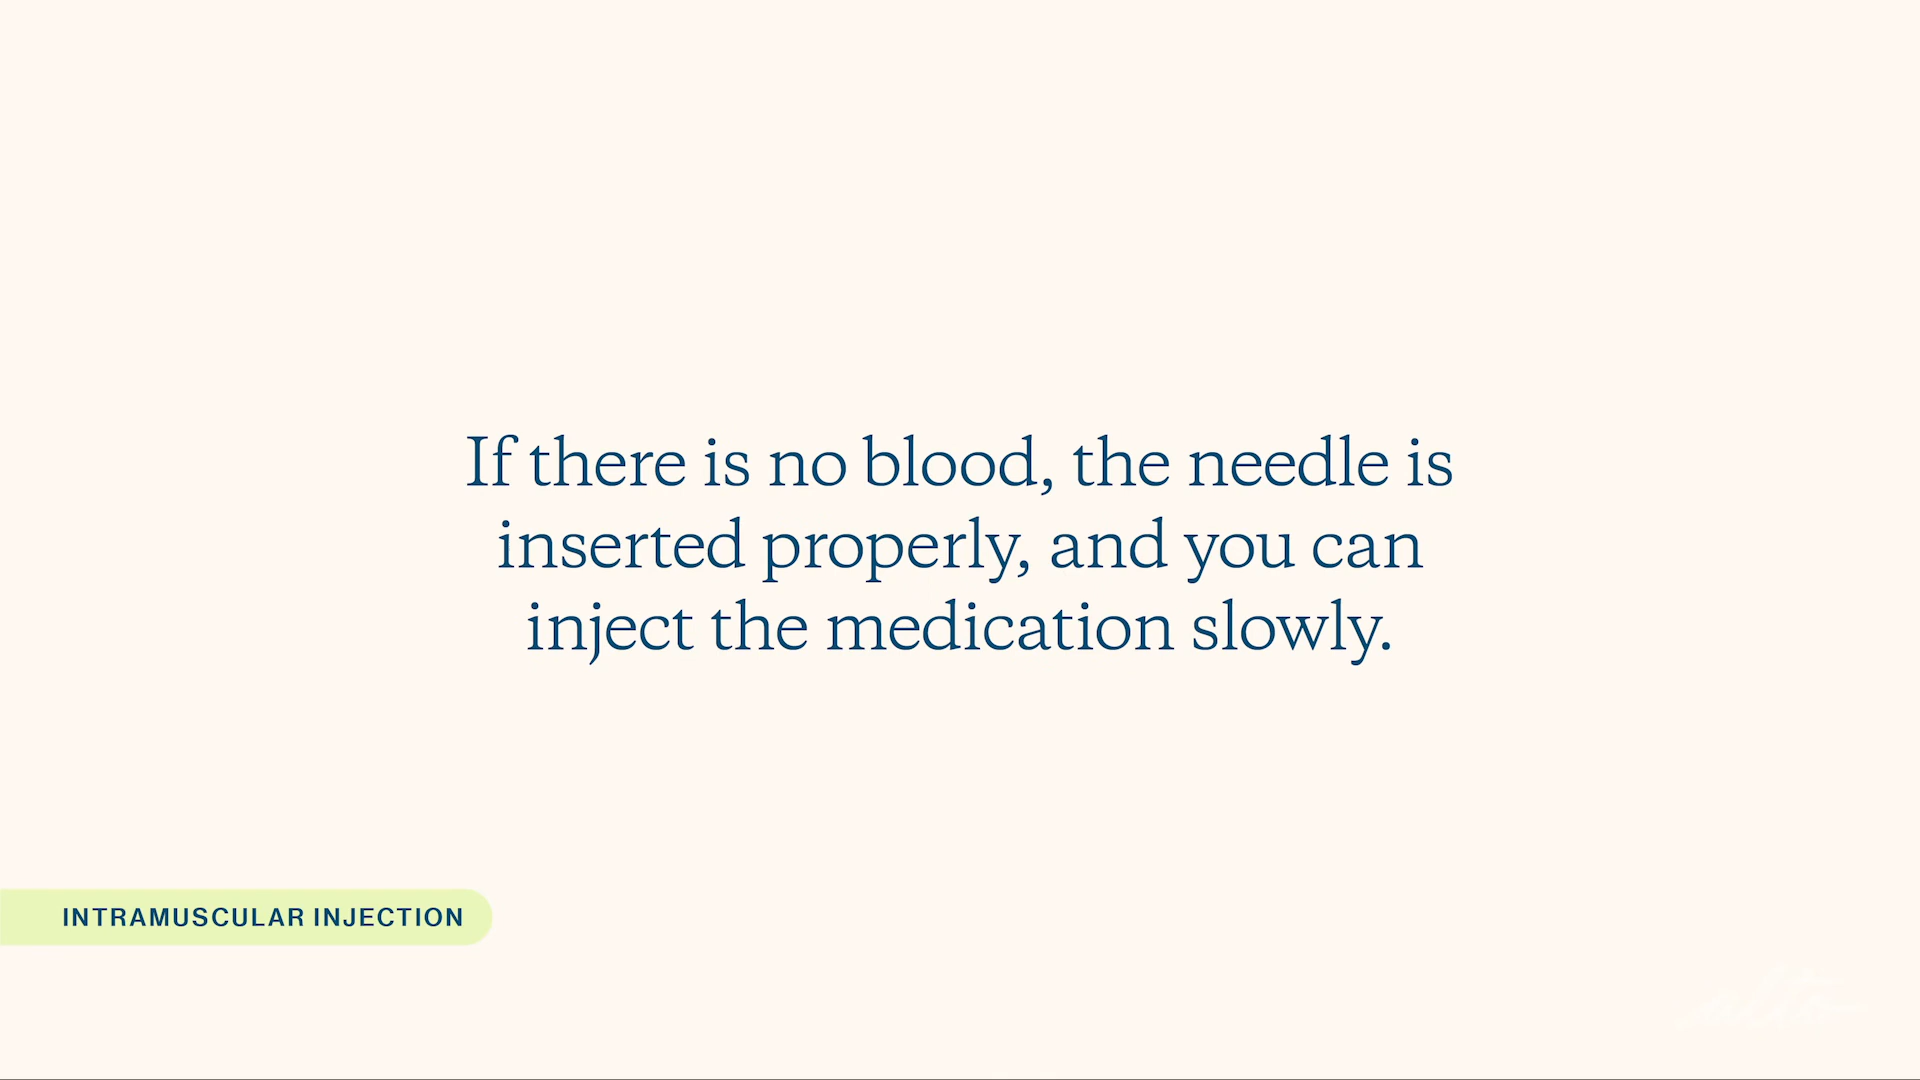 If there is no blood, the needle is
inserted properly, and you can
inject the medication slowly.
INTRAMUSCULAR INJECTION
alto